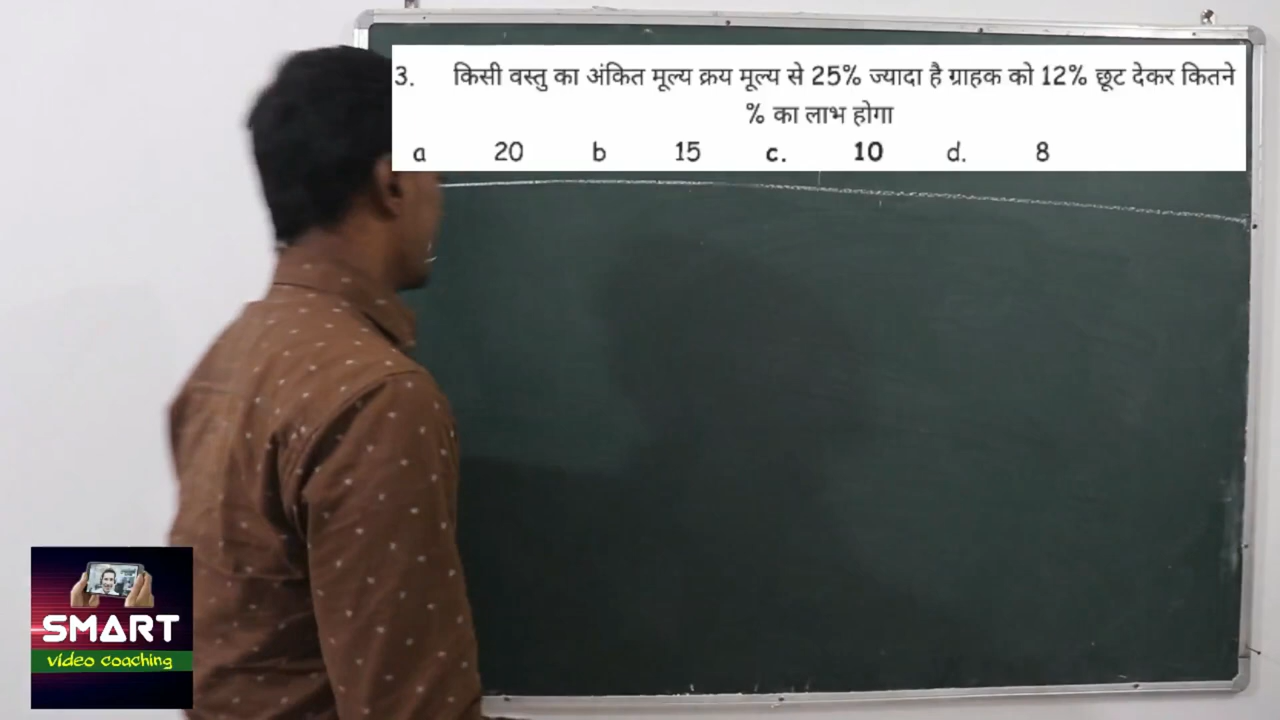 3. किसी वस्तु का अंकित मूल्य क्रय मूल्य से 25% ज्यादा है ग्राहक को 12% छूट देकर कितने
% का लाभ होगा
a 20 b 15 c. 10 d. 8
SMART
video coaching